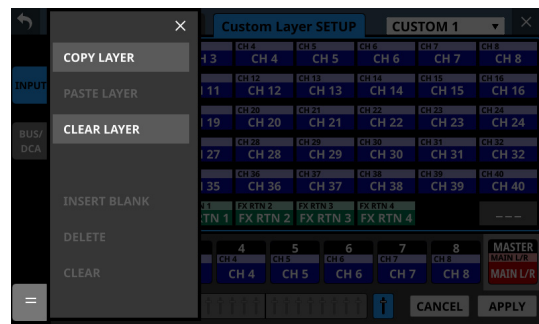 Custom Layer SETUP
CUSTOM 1
COPY LAYER
PASTE LAYER
CLEAR LAYER
INSERT BLANK
DELETE
CLEAR
INPUT
BUS/
DCA
CH 4 CH 5 CH 6 CH 7 CH 8
H 3 CH 4 CH 5 CH 6 CH 7 CH 8
CH 12 CH 13 CH 14 CH 15 CH 16
H 11 CH 12 CH 13 CH 14 CH 15 CH 16
CH 20 CH 21 CH 22 CH 23 CH 24
H 19 CH 20 CH 21 CH 22 CH 23 CH 24
CH 28 CH 29 CH 30 CH 31 CH 32
H 27 CH 28 CH 29 CH 30 CH 31 CH 32
CH 36 CH 37 CH 38 CH 39 CH 40
H 35 CH 36 CH 37 CH 38 CH 39 CH 40
N 1 FX RTN 2 FX RTN 3 FX RTN 4
RTN 1 FX RTN 2 FX RTN 3 FX RTN 4 ---
4 5 6 7 8 MASTER
CH 4 CH 5 CH 6 CH 7 CH 8 MAIN L/R
CH 4 CH 5 CH 6 CH 7 CH 8 MAIN L/R
CANCEL APPLY